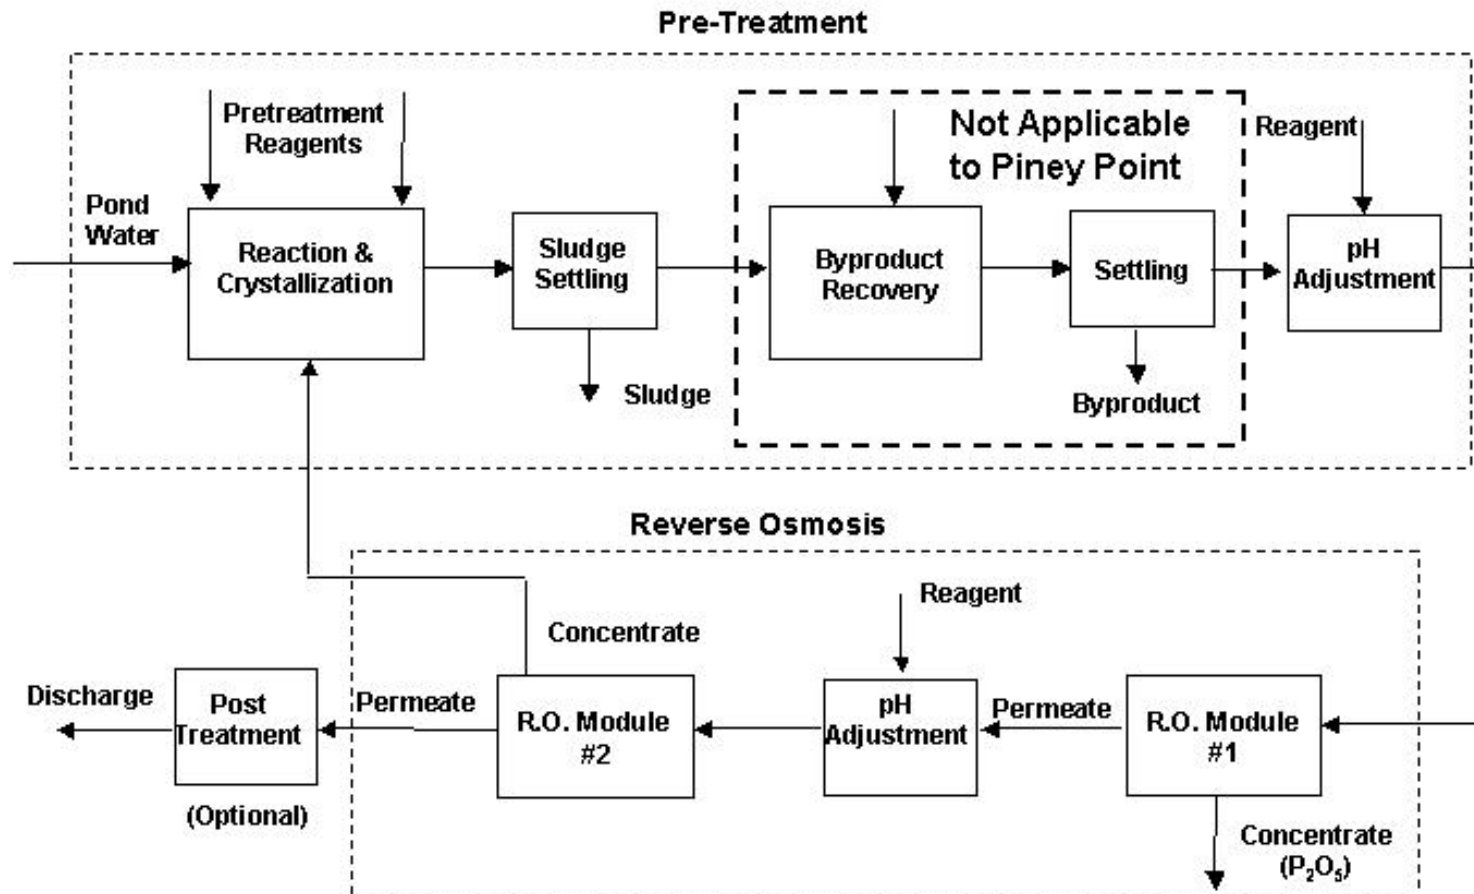 Pre-Treatment
Pretreatment
Reagents
Not Applicable
to Piney Point
Reagent
Pond
Water
Reaction &
Crystallization
Sludge
Settling
Byproduct
Recovery
Settling
pH
Adjustment
Sludge
Byproduct
Reverse Osmosis
Reagent
Concentrate
Discharge
Post
Treatment
(Optional)
Permeate
R.O. Module
#2
pH
Adjustment
Permeate
R.O. Module
#1
Concentrate
(P₂O₅)